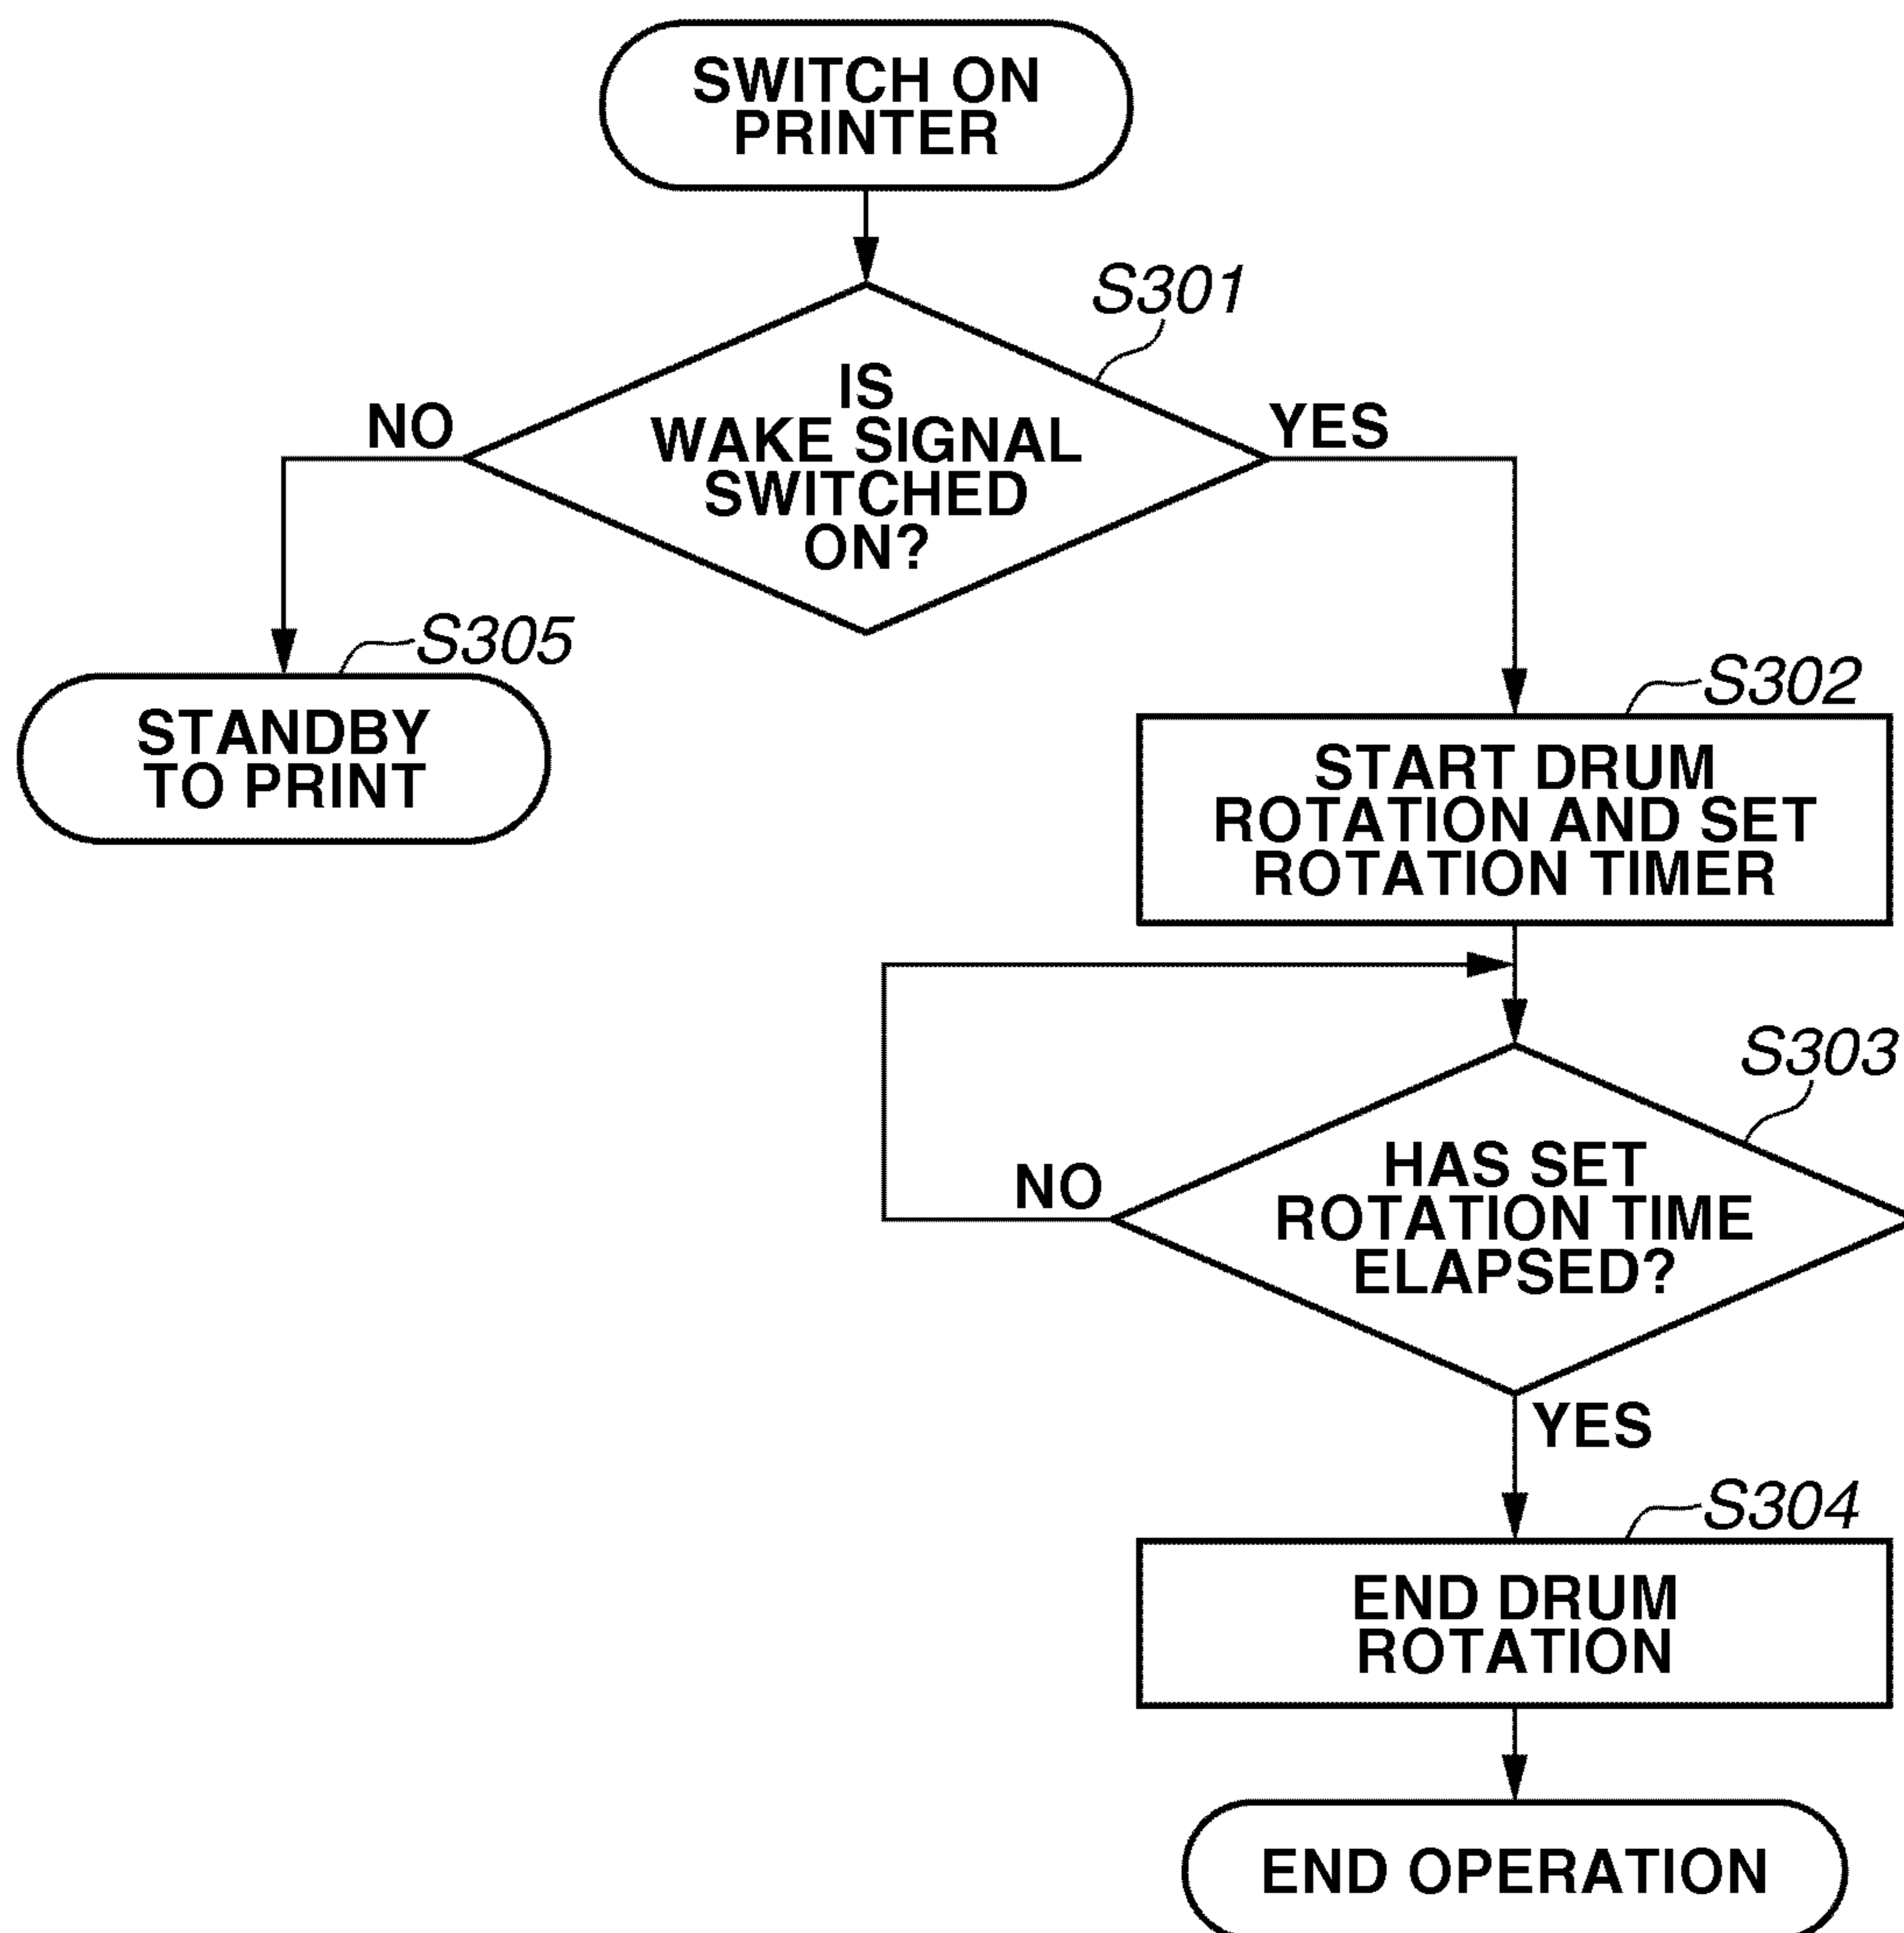 SWITCH ON
PRINTER
S301
IS
WAKE SIGNAL
SWITCHED
ON?
NO
YES
S305
STANDBY
TO PRINT
S302
START DRUM
ROTATION AND SET
ROTATION TIMER
S303
HAS SET
ROTATION TIME
ELAPSED?
NO
YES
S304
END DRUM
ROTATION
END OPERATION